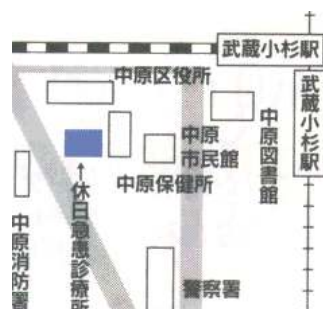 武蔵小杉駅
武蔵小杉駅
中原区役所
中原
市民館
中原図書館
中原保健所
↑休日急患診療所
中原消防署
警察署